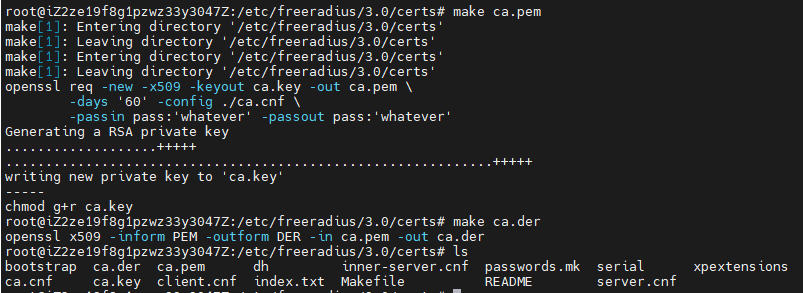 root@iZ2ze19f8g1pzwz33y3047Z:/etc/freeradius/3.0/certs# make ca.pem
make[1]: Entering directory '/etc/freeradius/3.0/certs'
make[1]: Leaving directory '/etc/freeradius/3.0/certs'
make[1]: Entering directory '/etc/freeradius/3.0/certs'
make[1]: Leaving directory '/etc/freeradius/3.0/certs'
openssl req -new -x509 -keyout ca.key -out ca.pem \
        -days '60' -config ./ca.cnf \
        -passin pass:'whatever' -passout pass:'whatever'
Generating a RSA private key
...................+++++
.................................................................+++++
writing new private key to 'ca.key'
-----
chmod g+r ca.key
root@iZ2ze19f8g1pzwz33y3047Z:/etc/freeradius/3.0/certs# make ca.der
openssl x509 -inform PEM -outform DER -in ca.pem -out ca.der
root@iZ2ze19f8g1pzwz33y3047Z:/etc/freeradius/3.0/certs# ls
bootstrap  ca.der  ca.pem      dh         inner-server.cnf  passwords.mk  serial      xpextensions
ca.cnf     ca.key  client.cnf  index.txt  Makefile          README        server.cnf